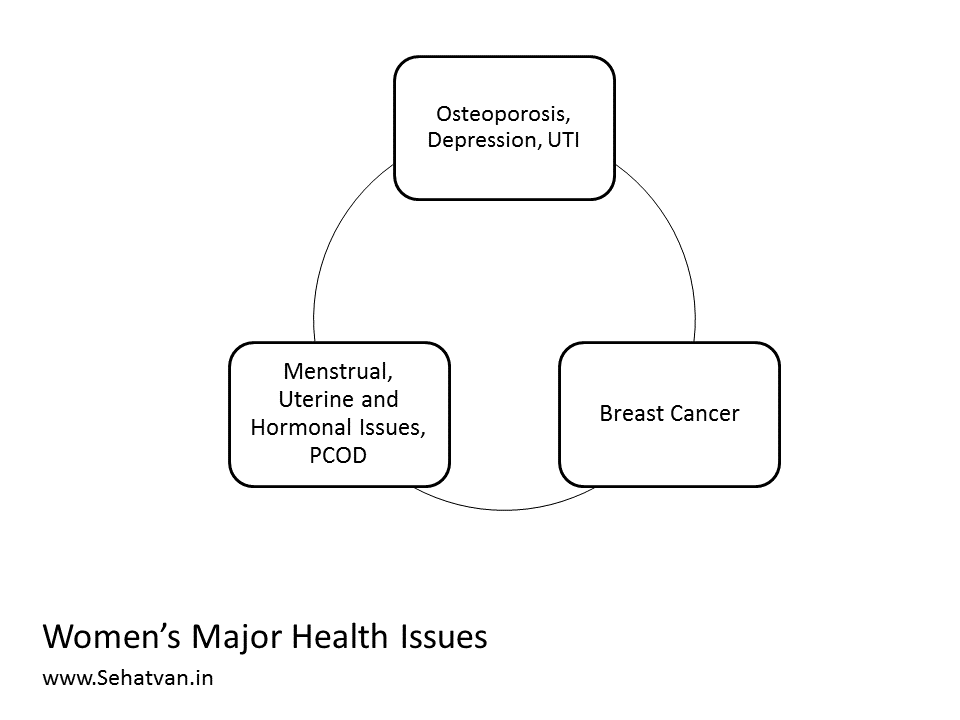 Osteoporosis,
Depression, UTI
Menstrual,
Uterine and
Hormonal Issues,
PCOD
Breast Cancer
Women’s Major Health Issues
www.Sehatvan.in